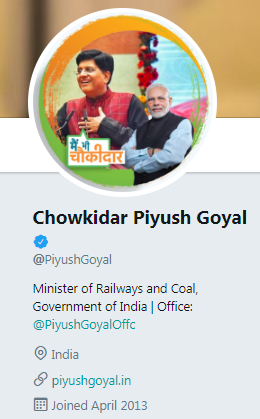 मैं भी
चौकीदार
Chowkidar Piyush Goyal
@PiyushGoyal
Minister of Railways and Coal,
Government of India | Office:
@PiyushGoyalOffc
India
piyushgoyal.in
Joined April 2013